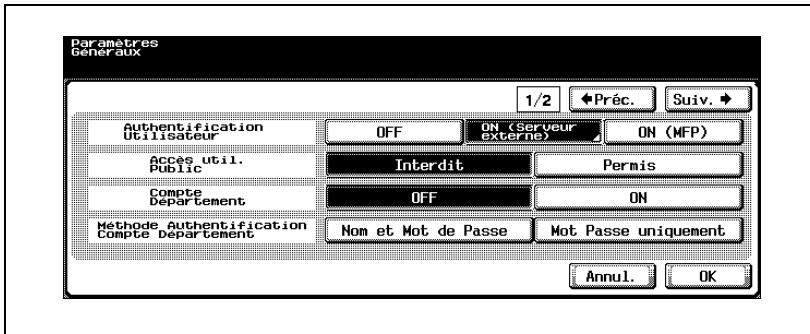 Paramètres
Généraux
1/2 ←Préc. Suiv. →
Authentification
Utilisateur
OFF ON (Serveur
externe) ON (MFP)
Accès util.
Public
Interdit Permis
Compte
Département
OFF ON
Méthode Authentification
Compte Département
Nom et Mot de Passe Mot Passe uniquement
Annul. OK